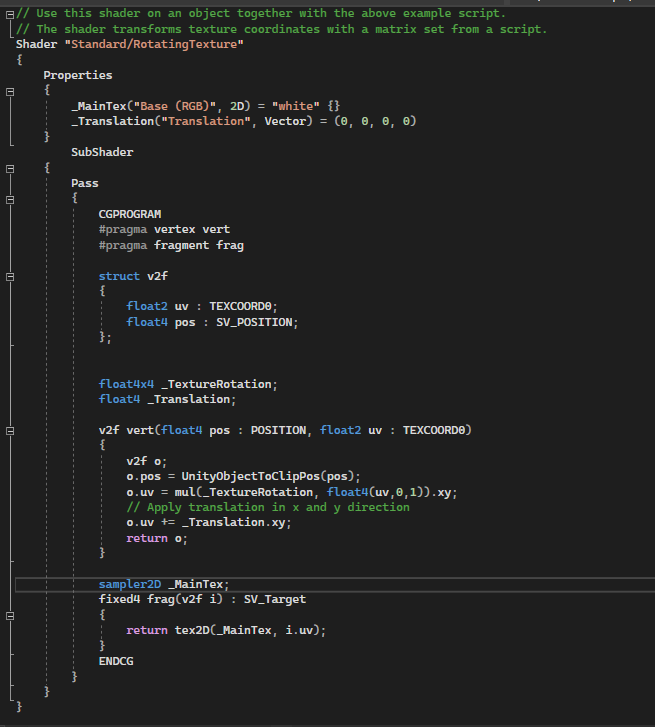 // Use this shader on an object together with the above example script.
// The shader transforms texture coordinates with a matrix set from a script.
Shader "Standard/RotatingTexture"
{
Properties
{
_MainTex("Base (RGB)", 2D) = "white" {}
_Translation("Translation", Vector) = (0, 0, 0, 0)
}
SubShader
{
Pass
{
CGPROGRAM
#pragma vertex vert
#pragma fragment frag
struct v2f
{
float2 uv : TEXCOORD0;
float4 pos : SV_POSITION;
};
float4x4 _TextureRotation;
float4 _Translation;
v2f vert(float4 pos : POSITION, float2 uv : TEXCOORD0)
{
v2f o;
o.pos = UnityObjectToClipPos(pos);
o.uv = mul(_TextureRotation, float4(uv,0,1)).xy;
// Apply translation in x and y direction
o.uv += _Translation.xy;
return o;
}
sampler2D _MainTex;
fixed4 frag(v2f i) : SV_Target
{
return tex2D(_MainTex, i.uv);
}
ENDCG
}
}
}